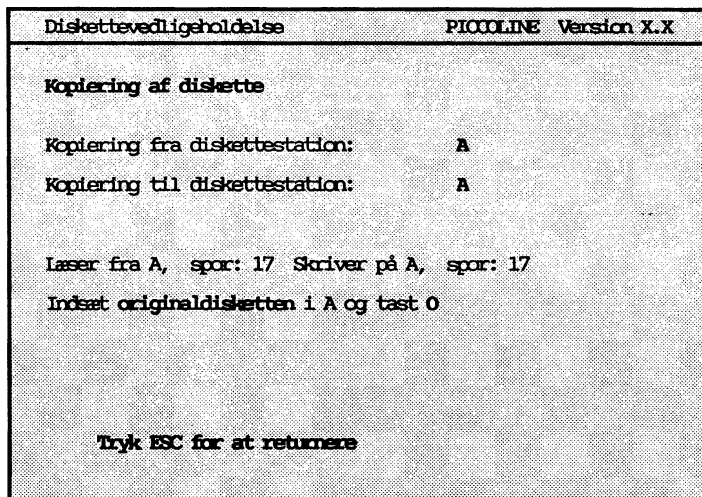 Diskettevedligeholdelse PICCOLINE Version X.X
Kopiering af diskette
Kopiering fra diskettestation: A
Kopiering til diskettestation: A
Læser fra A, spor: 17 Skriver på A, spor: 17
Indsæt originaldisketten i A og tast 0
Tryk ESC for at returnere